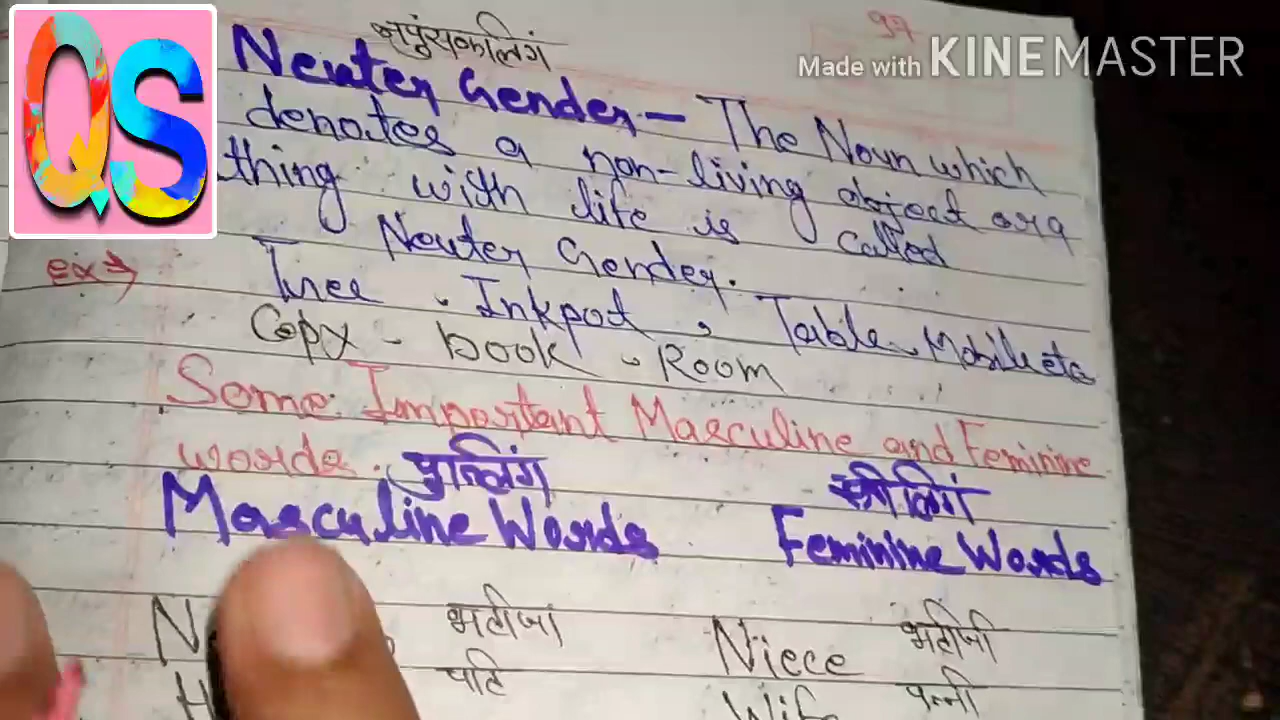 QS
Made with KINEMASTER
97
नपुंसकलिगं
Neuter Gender - The Noun which
denotes a non-living object or a
thing with life is called
Neuter Gender.
ex → Tree . Inkpot , Table . Mobile etc
Copy - book - Room
Some Important Masculine and Feminine
words .
पुल्लिंग स्त्रीलिगं
Masculine Words Feminine Words
भतीजा Niece भतीजी
पति Wife पत्नी